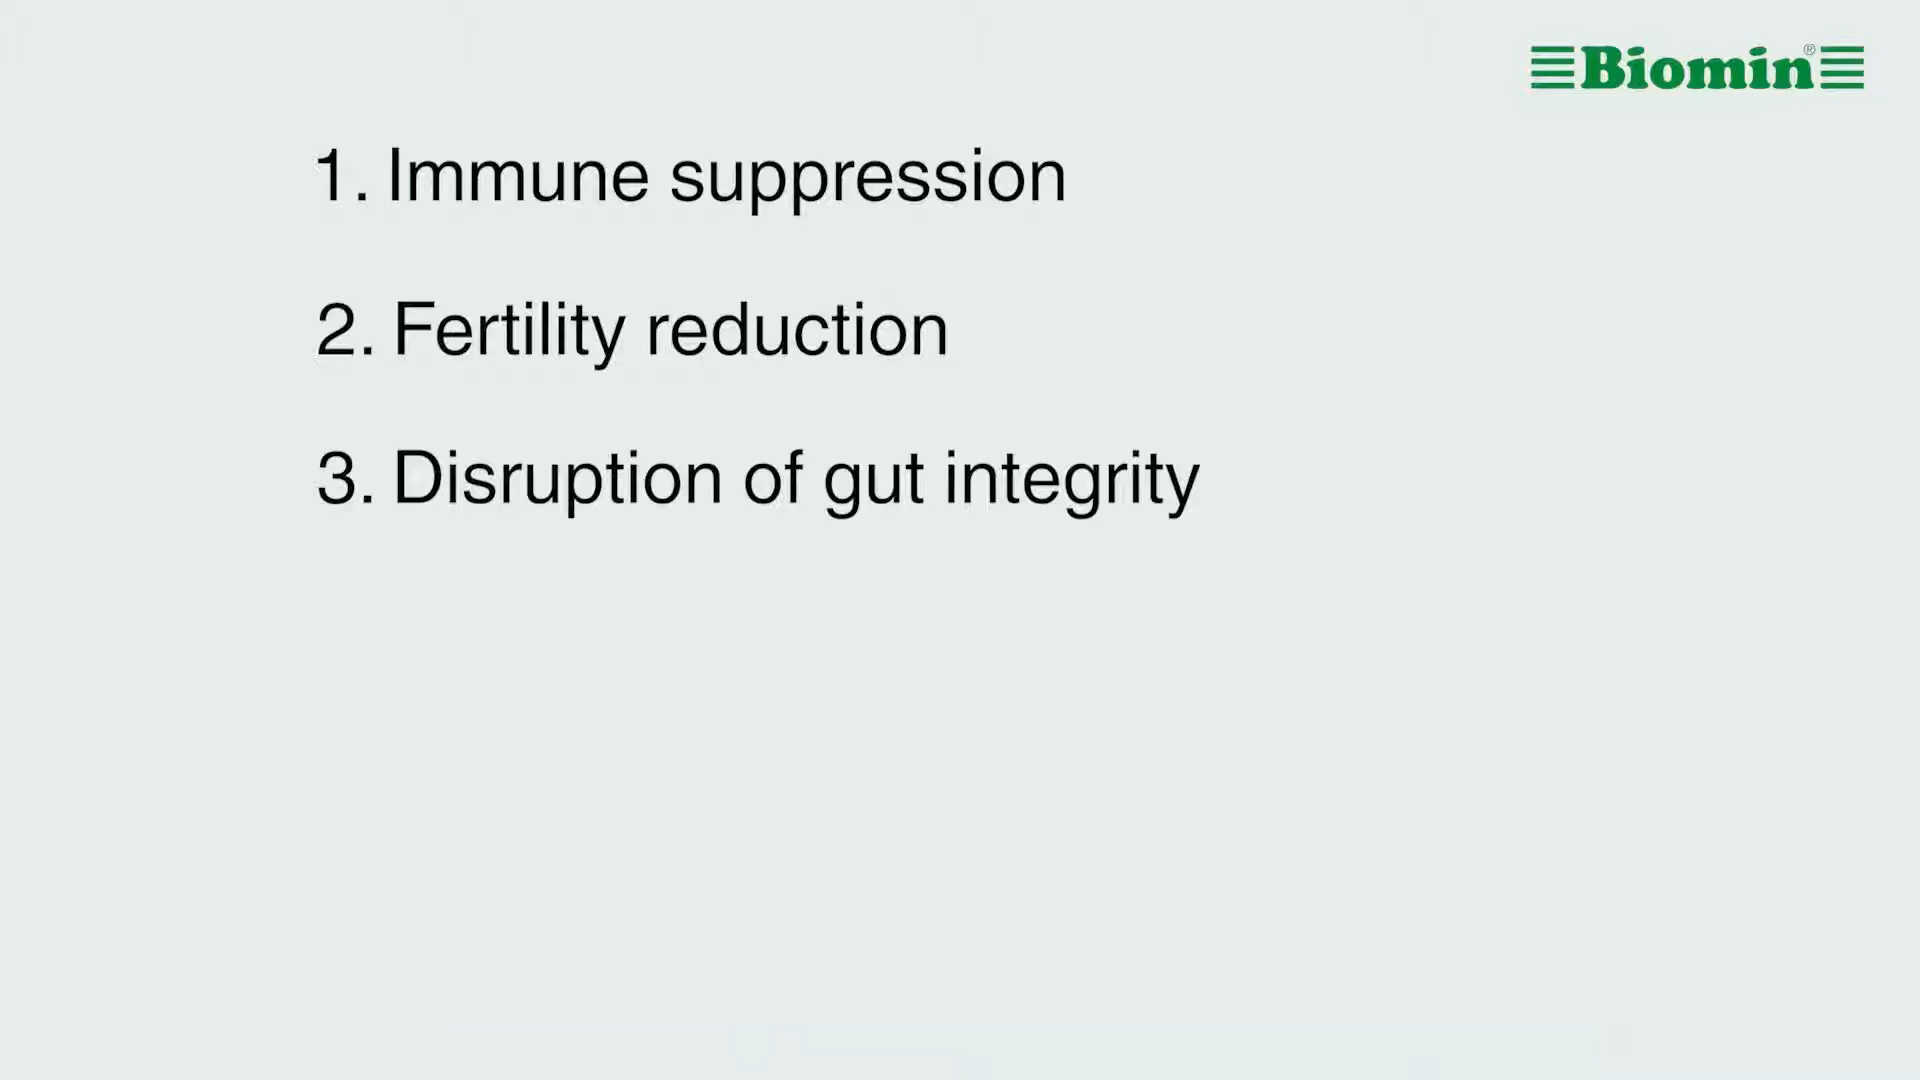 Biomin®
1. Immune suppression
2. Fertility reduction
3. Disruption of gut integrity